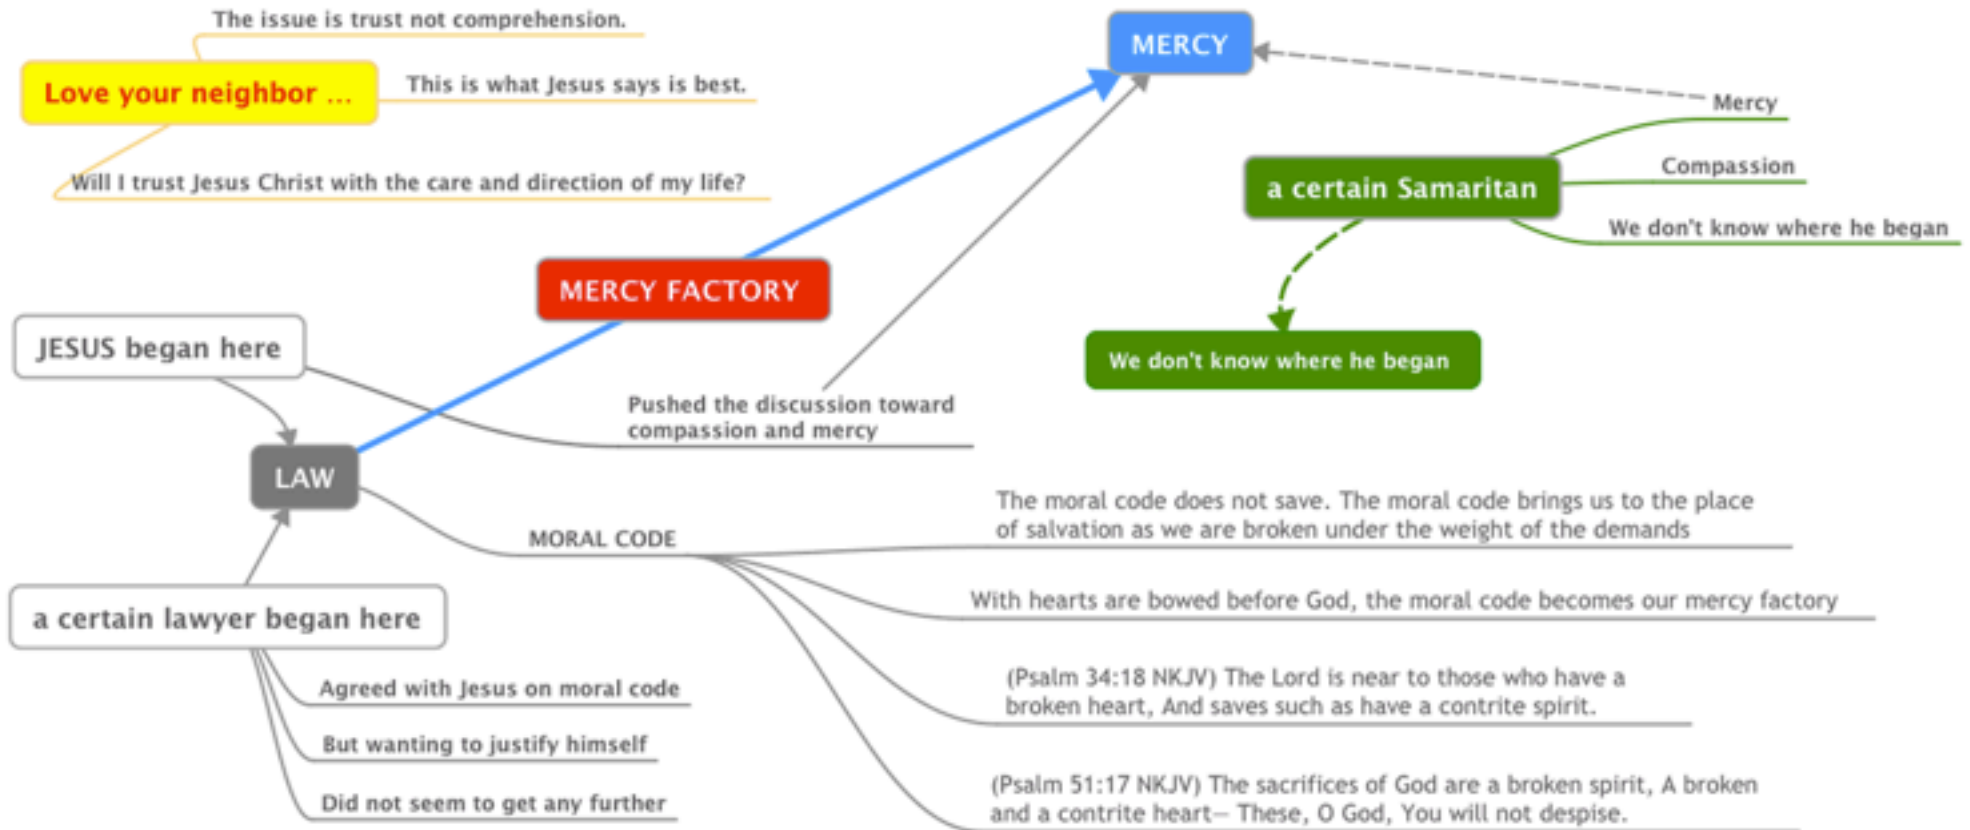 The issue is trust not comprehension.
Love your neighbor ...
This is what Jesus says is best.
Will I trust Jesus Christ with the care and direction of my life?
MERCY
Mercy
Compassion
a certain Samaritan
We don't know where he began
We don't know where he began
MERCY FACTORY
JESUS began here
Pushed the discussion toward
compassion and mercy
LAW
MORAL CODE
The moral code does not save. The moral code brings us to the place
of salvation as we are broken under the weight of the demands
With hearts are bowed before God, the moral code becomes our mercy factory
(Psalm 34:18 NKJV) The Lord is near to those who have a
broken heart, And saves such as have a contrite spirit.
(Psalm 51:17 NKJV) The sacrifices of God are a broken spirit, A broken
and a contrite heart— These, O God, You will not despise.
a certain lawyer began here
Agreed with Jesus on moral code
But wanting to justify himself
Did not seem to get any further